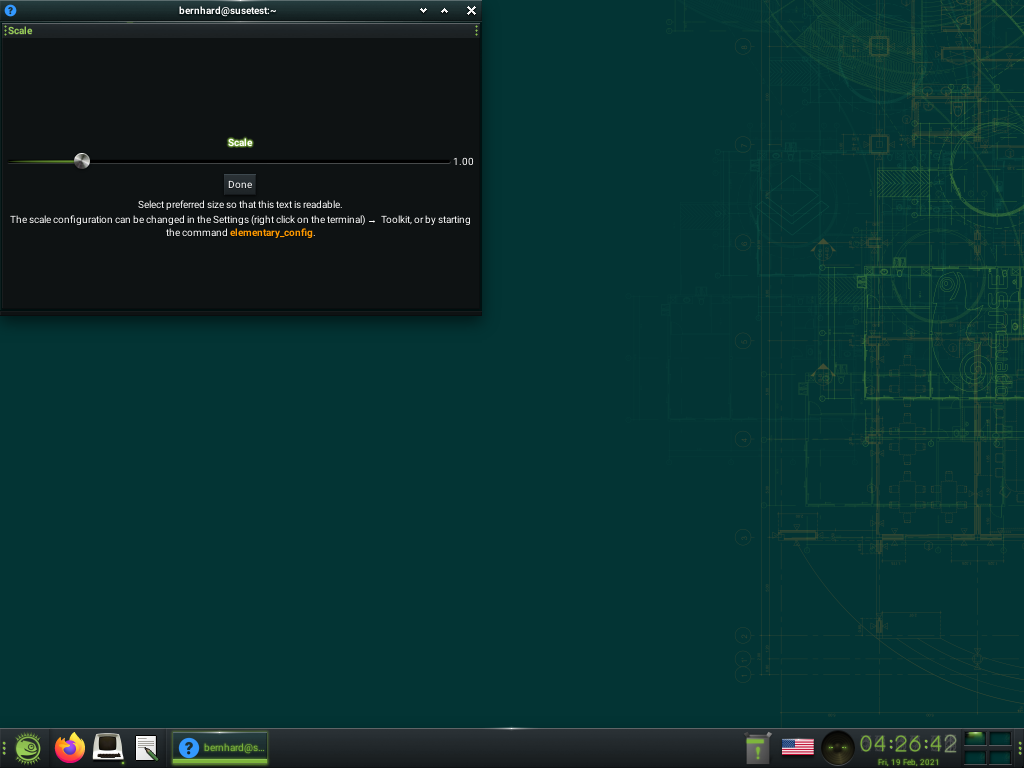 bernhard@susetest:~
Scale
Scale
1.00
Done
Select preferred size so that this text is readable.
The scale configuration can be changed in the Settings (right click on the terminal) → Toolkit, or by starting
the command elementary_config.
bernhard@s...
04:26:42
Fri, 19 Feb, 2021